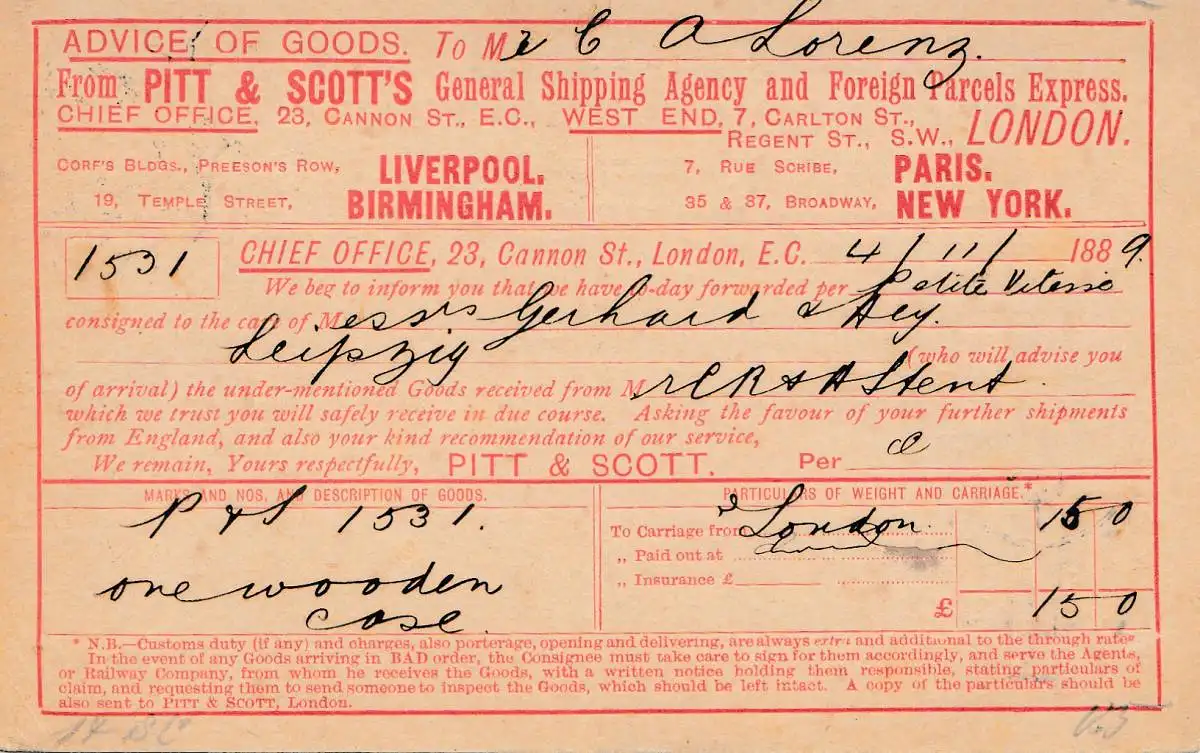 ADVICE OF GOODS. To Mr C A Lorenz.
From PITT & SCOTT'S General Shipping Agency and Foreign Parcels Express.
CHIEF OFFICE, 23, CANNON ST., E.C., WEST END, 7, CARLTON ST., REGENT ST., S.W., LONDON.
CORF'S BLDGS., PREESON'S ROW, LIVERPOOL.
19, TEMPLE STREET, BIRMINGHAM.
7, RUE SCRIBE, PARIS.
35 & 37, BROADWAY, NEW YORK.
1531
CHIEF OFFICE, 23, Cannon St., London, E.C. 4/11/1889.
We beg to inform you that we have to-day forwarded per Petite Vitesse
consigned to the care of Messrs Gerhard & Hey.
Leipzig (who will advise you
of arrival) the under-mentioned Goods received from Mr C R & A Stent.
which we trust you will safely receive in due course. Asking the favour of your further shipments
from England, and also your kind recommendation of our service,
We remain, Yours respectfully, PITT & SCOTT. Per
MARKS AND NOS, AND DESCRIPTION OF GOODS.
P & S 1531.
one wooden
case.
PARTICULARS OF WEIGHT AND CARRIAGE.*
To Carriage from London. 15 0
„ Paid out at
„ Insurance £
£ 15 0
* N.B.—Customs duty (if any) and charges, also porterage, opening and delivering, are always extra and additional to the through rate.
In the event of any Goods arriving in BAD order, the Consignee must take care to sign for them accordingly, and serve the Agents,
or Railway Company, from whom he receives the Goods, with a written notice holding them responsible, stating particulars of
claim, and requesting them to send someone to inspect the Goods, which should be left intact. A copy of the particulars should be
also sent to PITT & SCOTT, London.